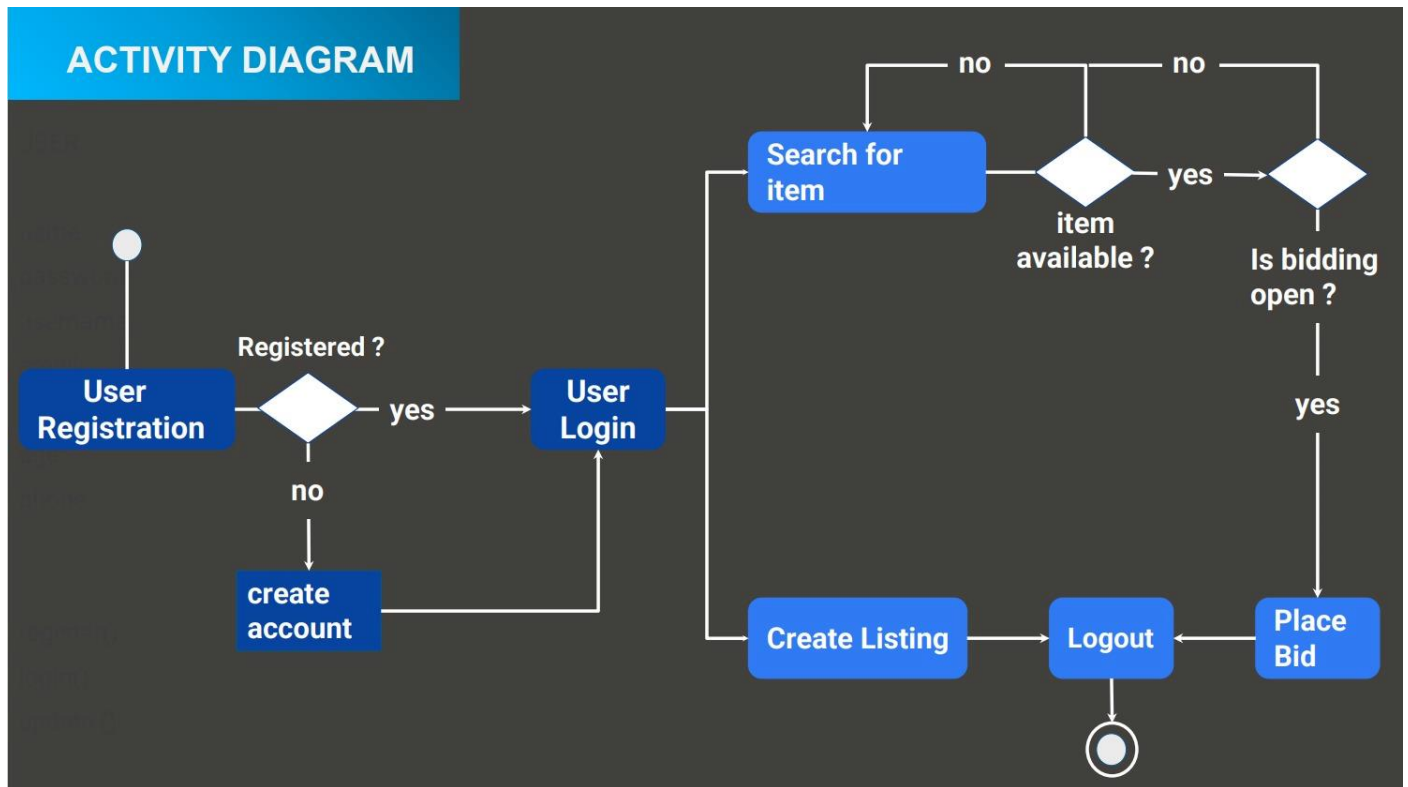 ACTIVITY DIAGRAM
no
no
Search for
item
yes
item
available ?
Is bidding
open ?
Registered ?
User
Registration
yes
User
Login
yes
no
create
account
Create Listing
Logout
Place
Bid